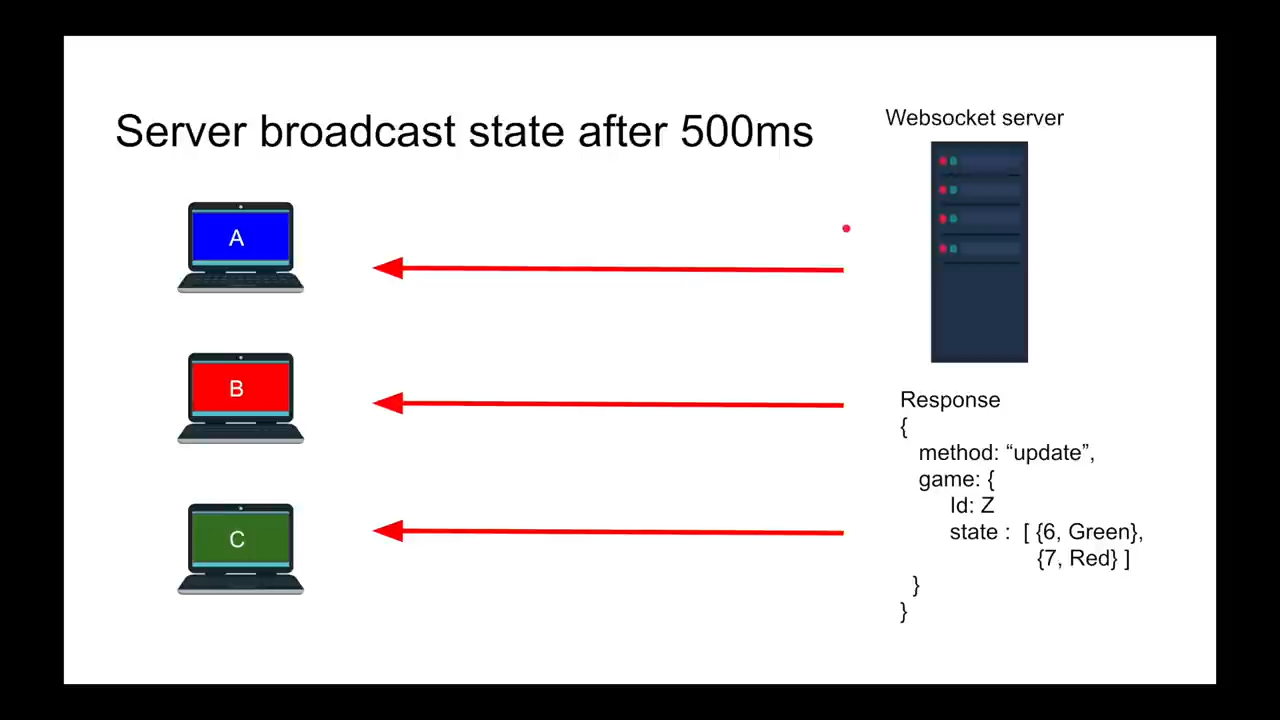 Server broadcast state after 500ms
Websocket server
A
B
C
Response
{
method: “update”,
game: {
Id: Z
state : [ {6, Green},
{7, Red} ]
}
}